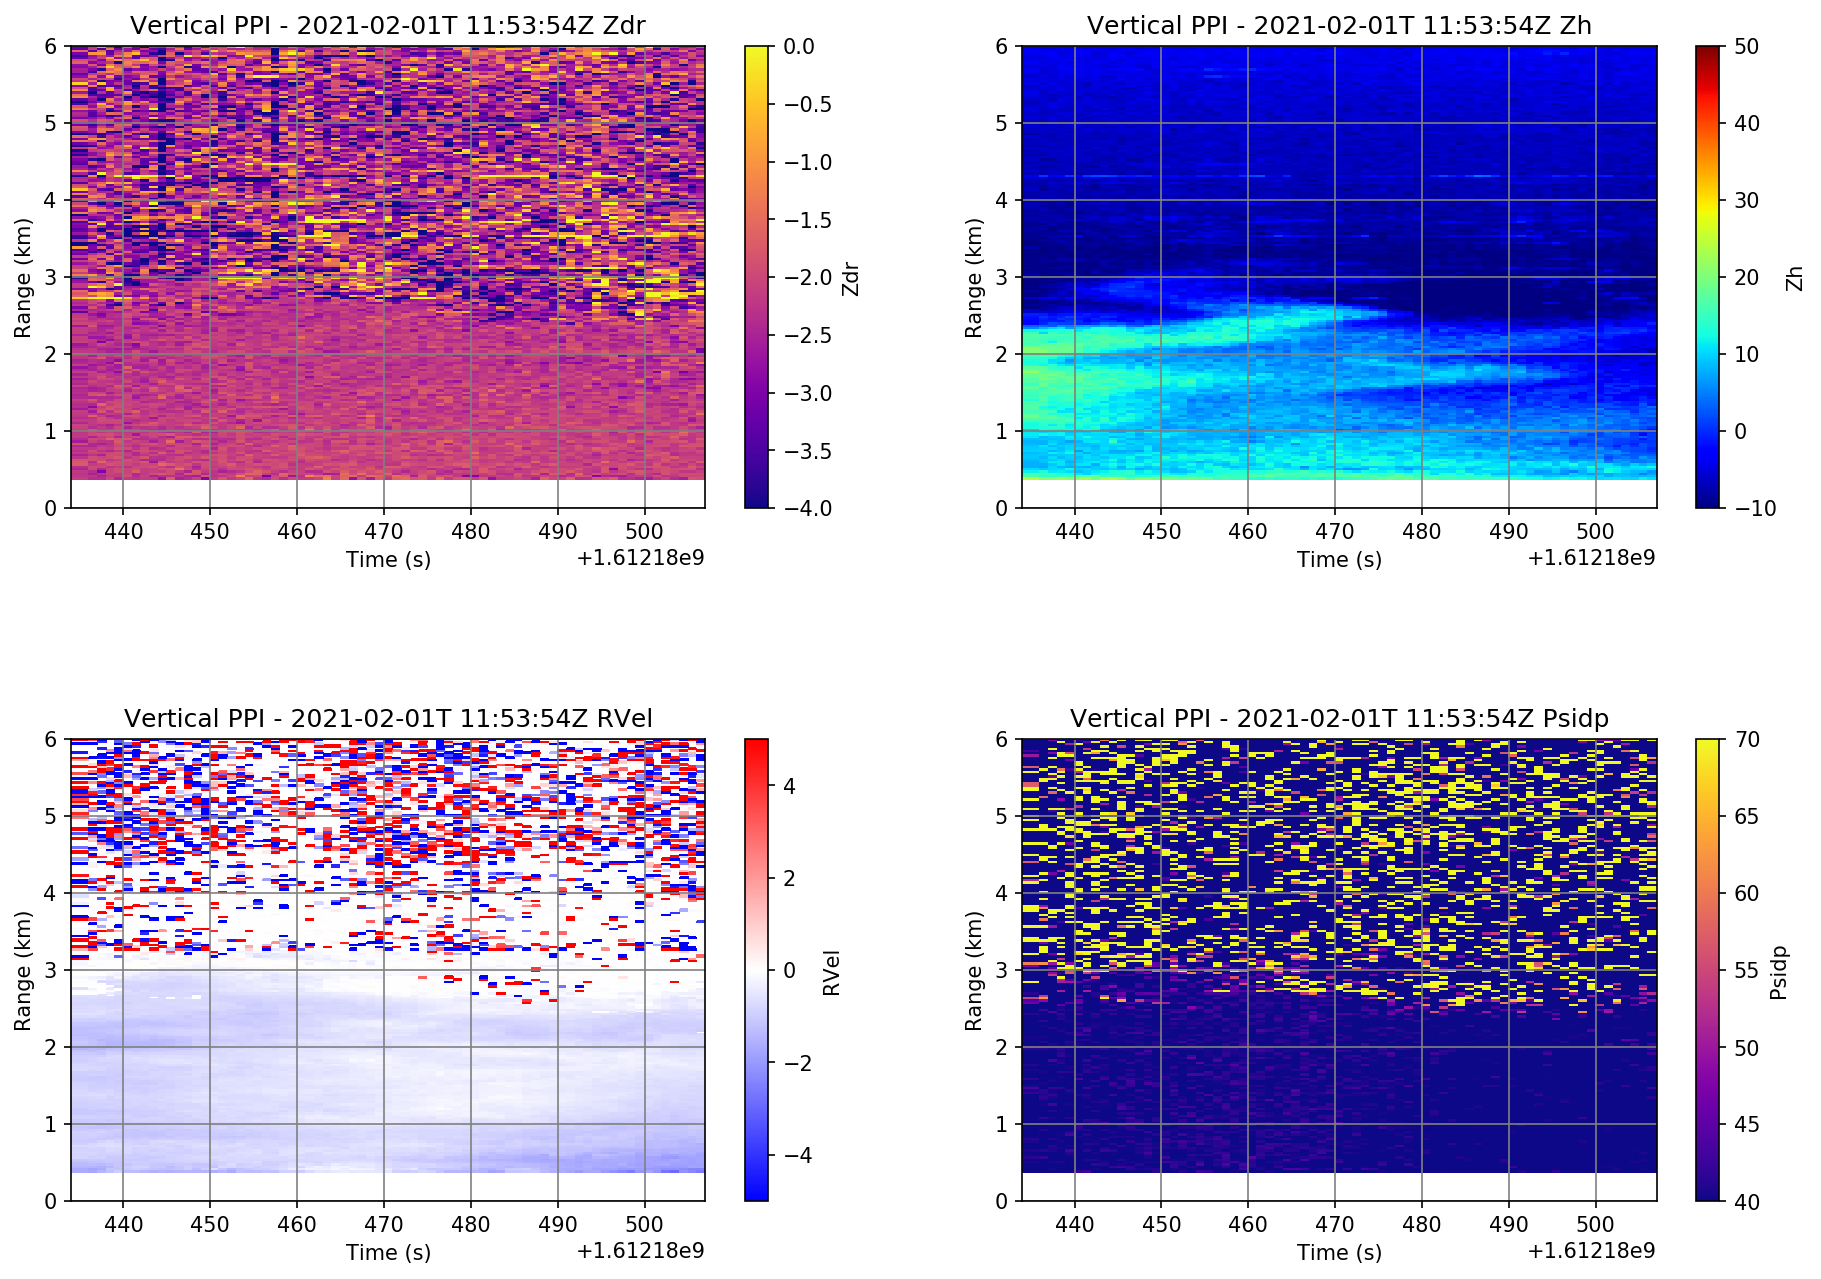 Vertical PPI - 2021-02-01T 11:53:54Z Zdr
6
5
4
3
2
1
0
Range (km)
440 450 460 470 480 490 500
Time (s)
+1.61218e9
0.0
−0.5
−1.0
−1.5
−2.0
−2.5
−3.0
−3.5
−4.0
Zdr
Vertical PPI - 2021-02-01T 11:53:54Z Zh
6
5
4
3
2
1
0
Range (km)
440 450 460 470 480 490 500
Time (s)
+1.61218e9
50
40
30
20
10
0
−10
Zh
Vertical PPI - 2021-02-01T 11:53:54Z RVel
6
5
4
3
2
1
0
Range (km)
440 450 460 470 480 490 500
Time (s)
+1.61218e9
4
2
0
−2
−4
RVel
Vertical PPI - 2021-02-01T 11:53:54Z Psidp
6
5
4
3
2
1
0
Range (km)
440 450 460 470 480 490 500
Time (s)
+1.61218e9
70
65
60
55
50
45
40
Psidp